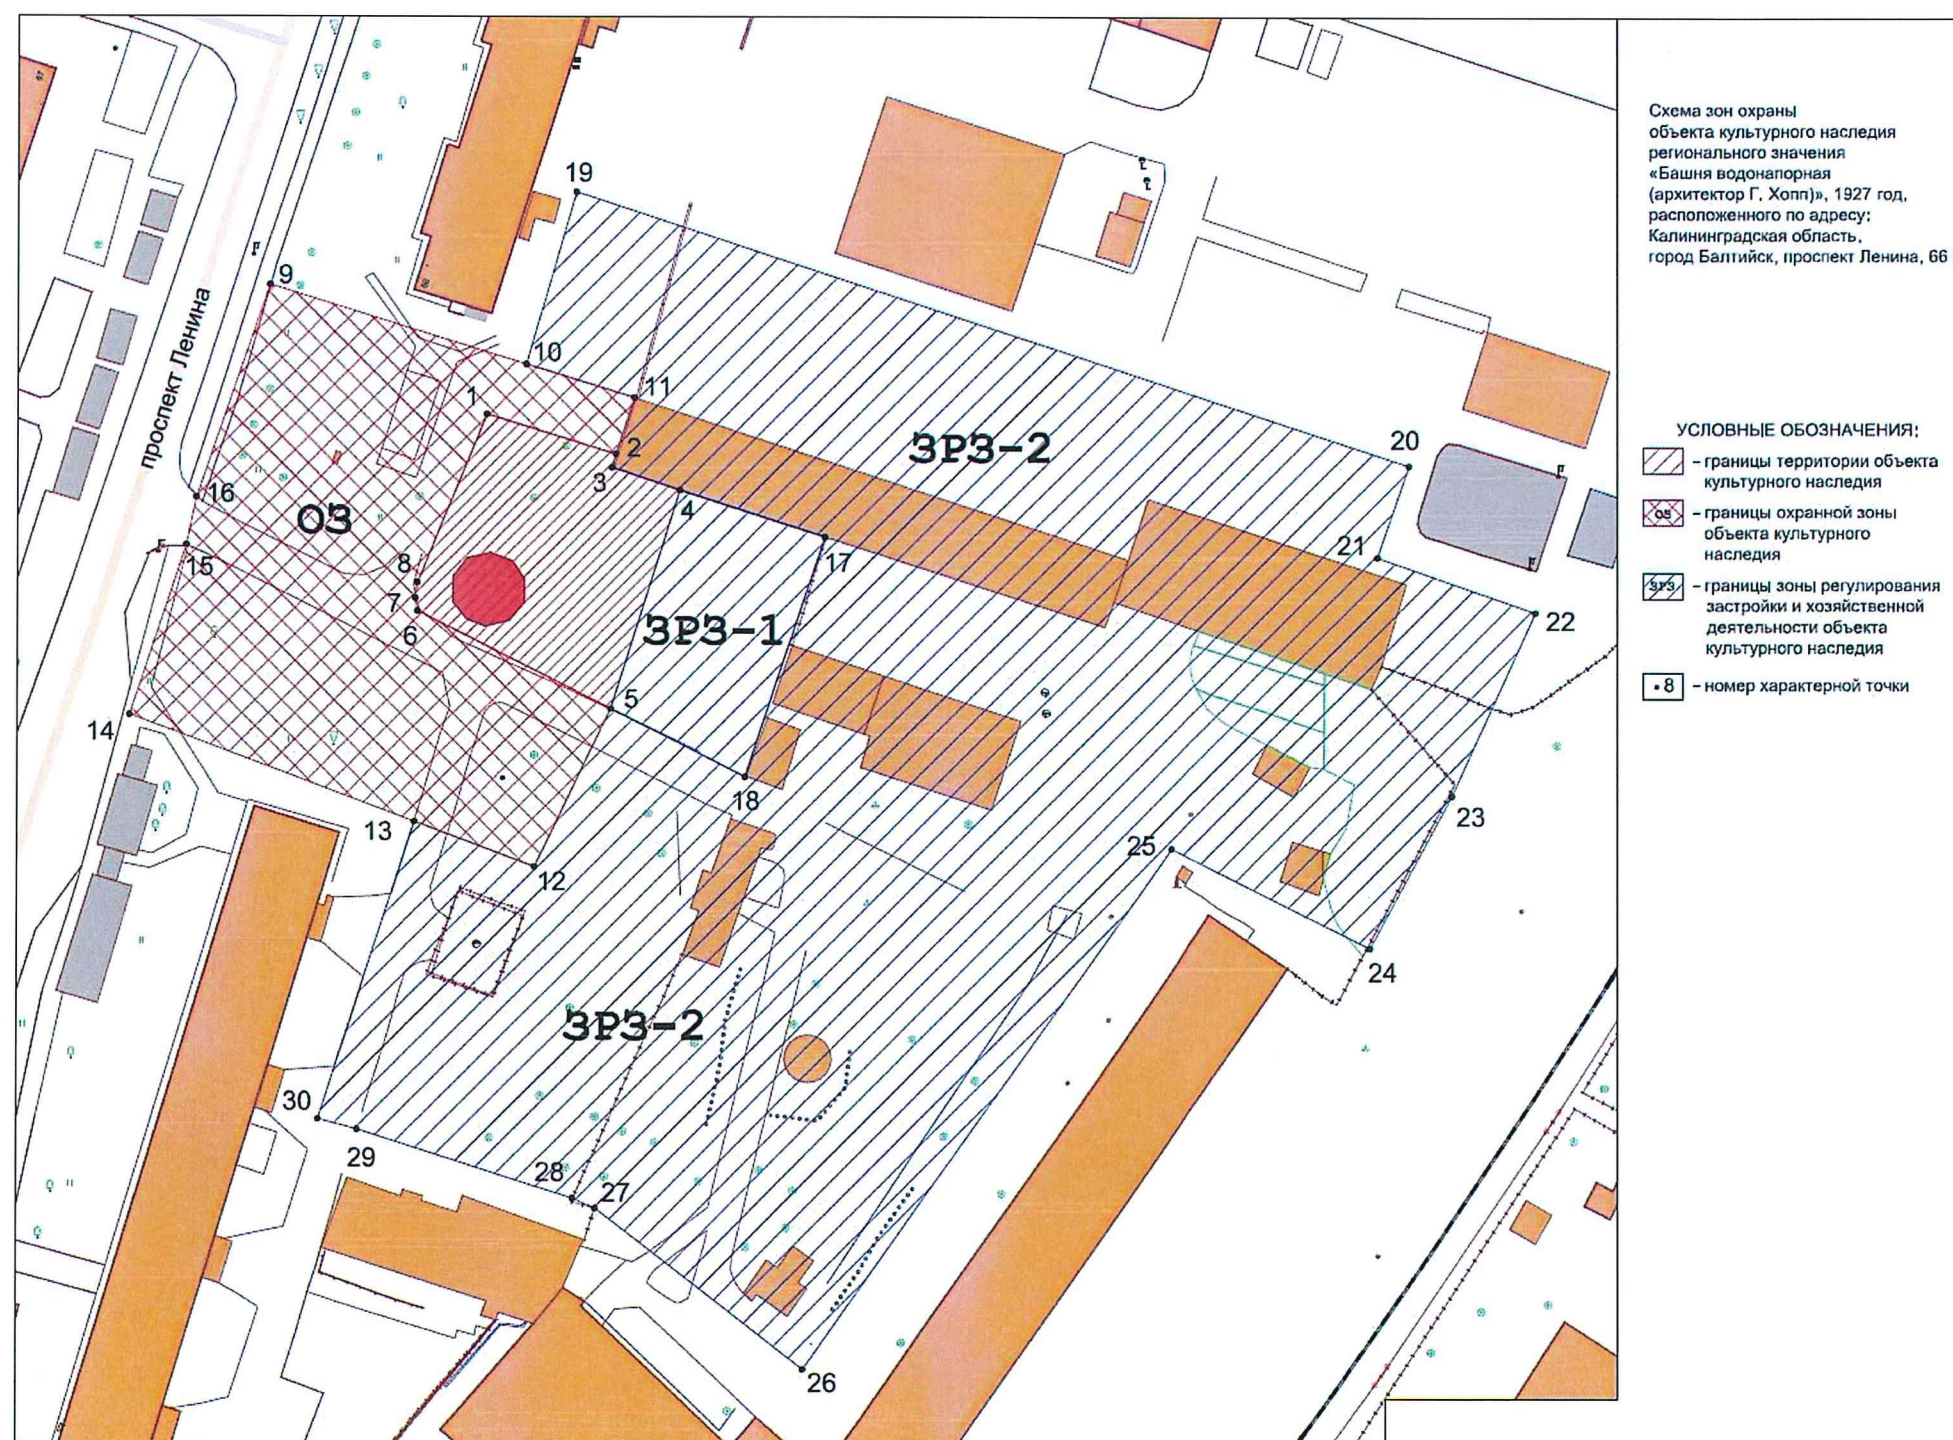 Схема зон охраны
объекта культурного наследия
регионального значения
«Башня водонапорная
(архитектор Г. Хопп)», 1927 год,
расположенного по адресу:
Калининградская область,
город Балтийск, проспект Ленина, 66
УСЛОВНЫЕ ОБОЗНАЧЕНИЯ:
– границы территории объекта
культурного наследия
ОЗ – границы охранной зоны
объекта культурного
наследия
ЗРЗ – границы зоны регулирования
застройки и хозяйственной
деятельности объекта
культурного наследия
8 – номер характерной точки
19
9
10
11
1
2
3
4
ЗРЗ-2
20
проспект Ленина
16
ОЗ
15
17
21
8
7
6
ЗРЗ-1
22
5
14
18
13
12
25
23
24
ЗРЗ-2
30
29
28
27
26